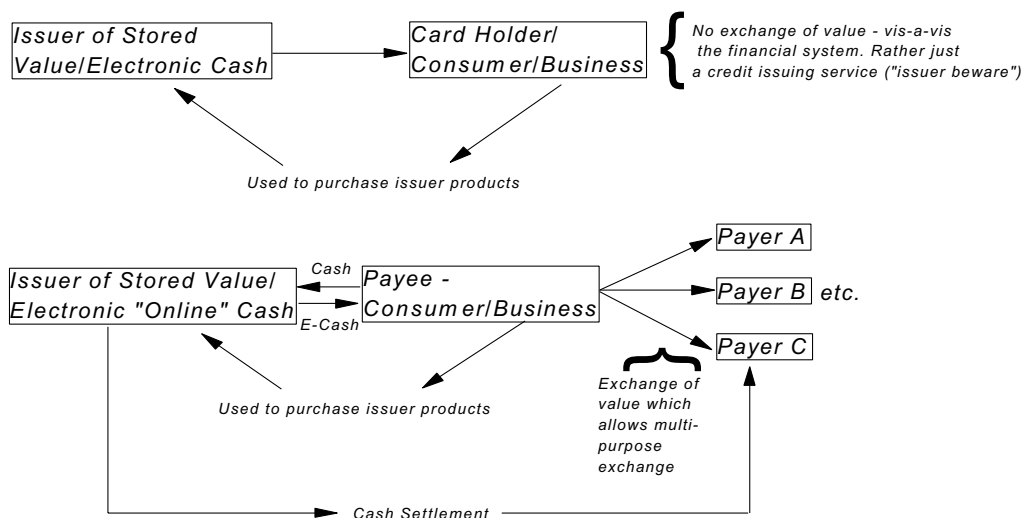 Issuer of Stored
Value/Electronic Cash
Card Holder/
Consumer/Business
No exchange of value - vis-a-vis
the financial system. Rather just
a credit issuing service ("issuer beware")
Used to purchase issuer products
Issuer of Stored Value/
Electronic "Online" Cash
Cash
E-Cash
Payee -
Consumer/Business
Payer A
Payer B etc.
Payer C
Used to purchase issuer products
Exchange of
value which
allows multi-
purpose
exchange
Cash Settlement